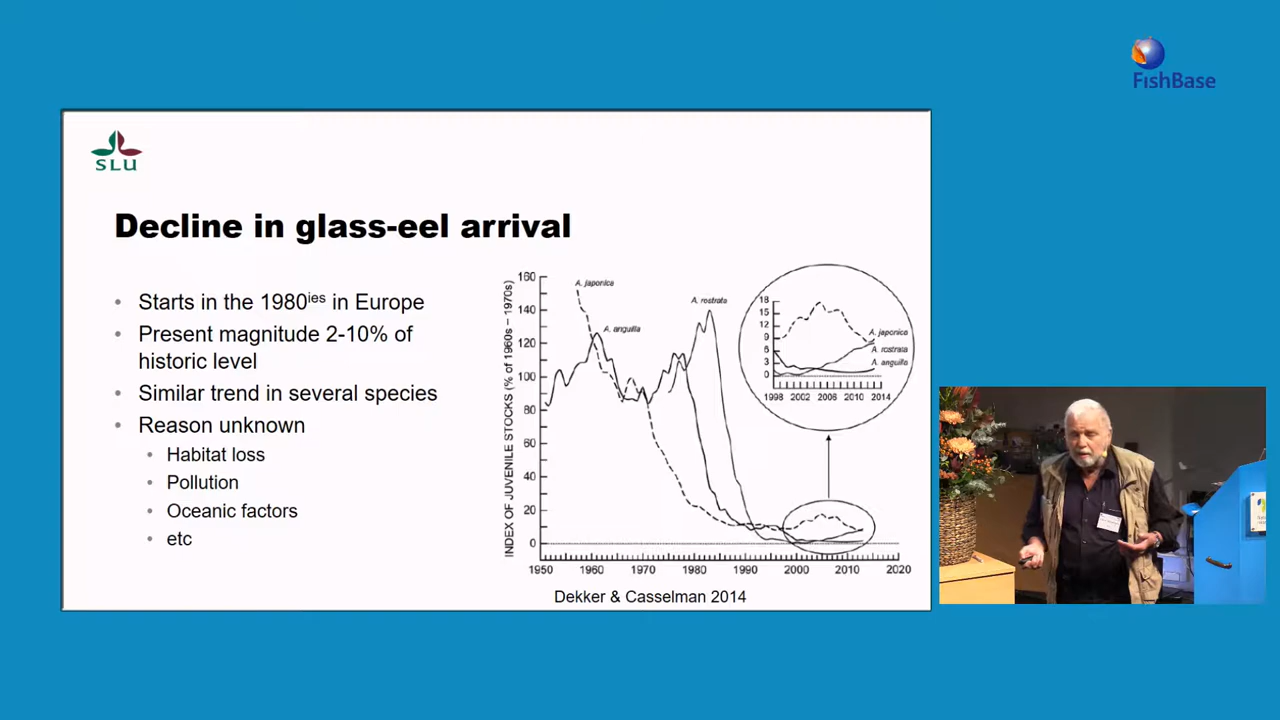 FishBase
SLU
Decline in glass-eel arrival
• Starts in the 1980ies in Europe
• Present magnitude 2-10% of
historic level
• Similar trend in several species
• Reason unknown
• Habitat loss
• Pollution
• Oceanic factors
• etc
INDEX OF JUVENILE STOCKS (% of 1960s – 1970s)
160
140
120
100
80
60
40
20
0
1950 1960 1970 1980 1990 2000 2010 2020
A. japonica
A. anguilla
A. rostrata
18
15
12
9
6
3
0
1998 2002 2006 2010 2014
A. japonica
A. rostrata
A. anguilla
Dekker & Casselman 2014